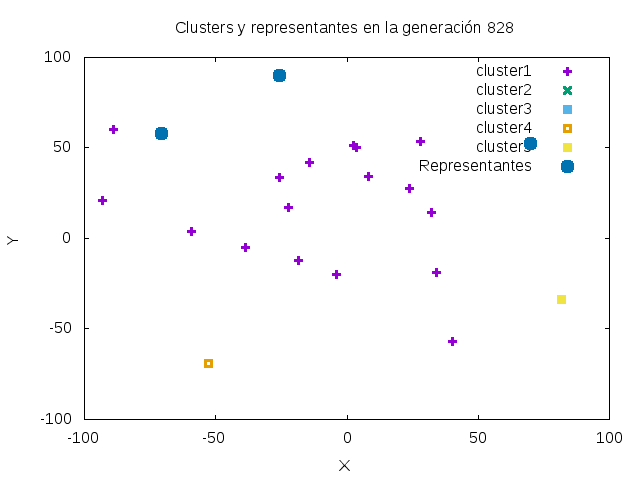 Clusters y representantes en la generación 828
100
50
0
-50
-100
-100
-50
0
50
100
X
Y
cluster1
cluster2
cluster3
cluster4
cluster5
Representantes